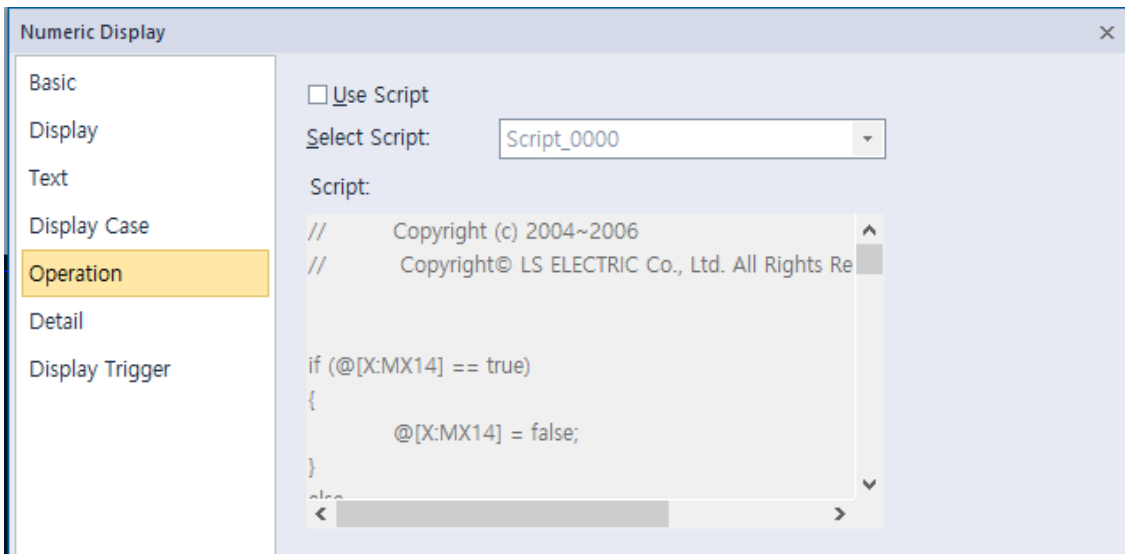 Numeric Display
Basic
Display
Text
Display Case
Operation
Detail
Display Trigger
Use Script
Select Script:
Script_0000
Script:
// Copyright (c) 2004~2006
// Copyright© LS ELECTRIC Co., Ltd. All Rights Re
if (@[X:MX14] == true)
{
@[X:MX14] = false;
}
else